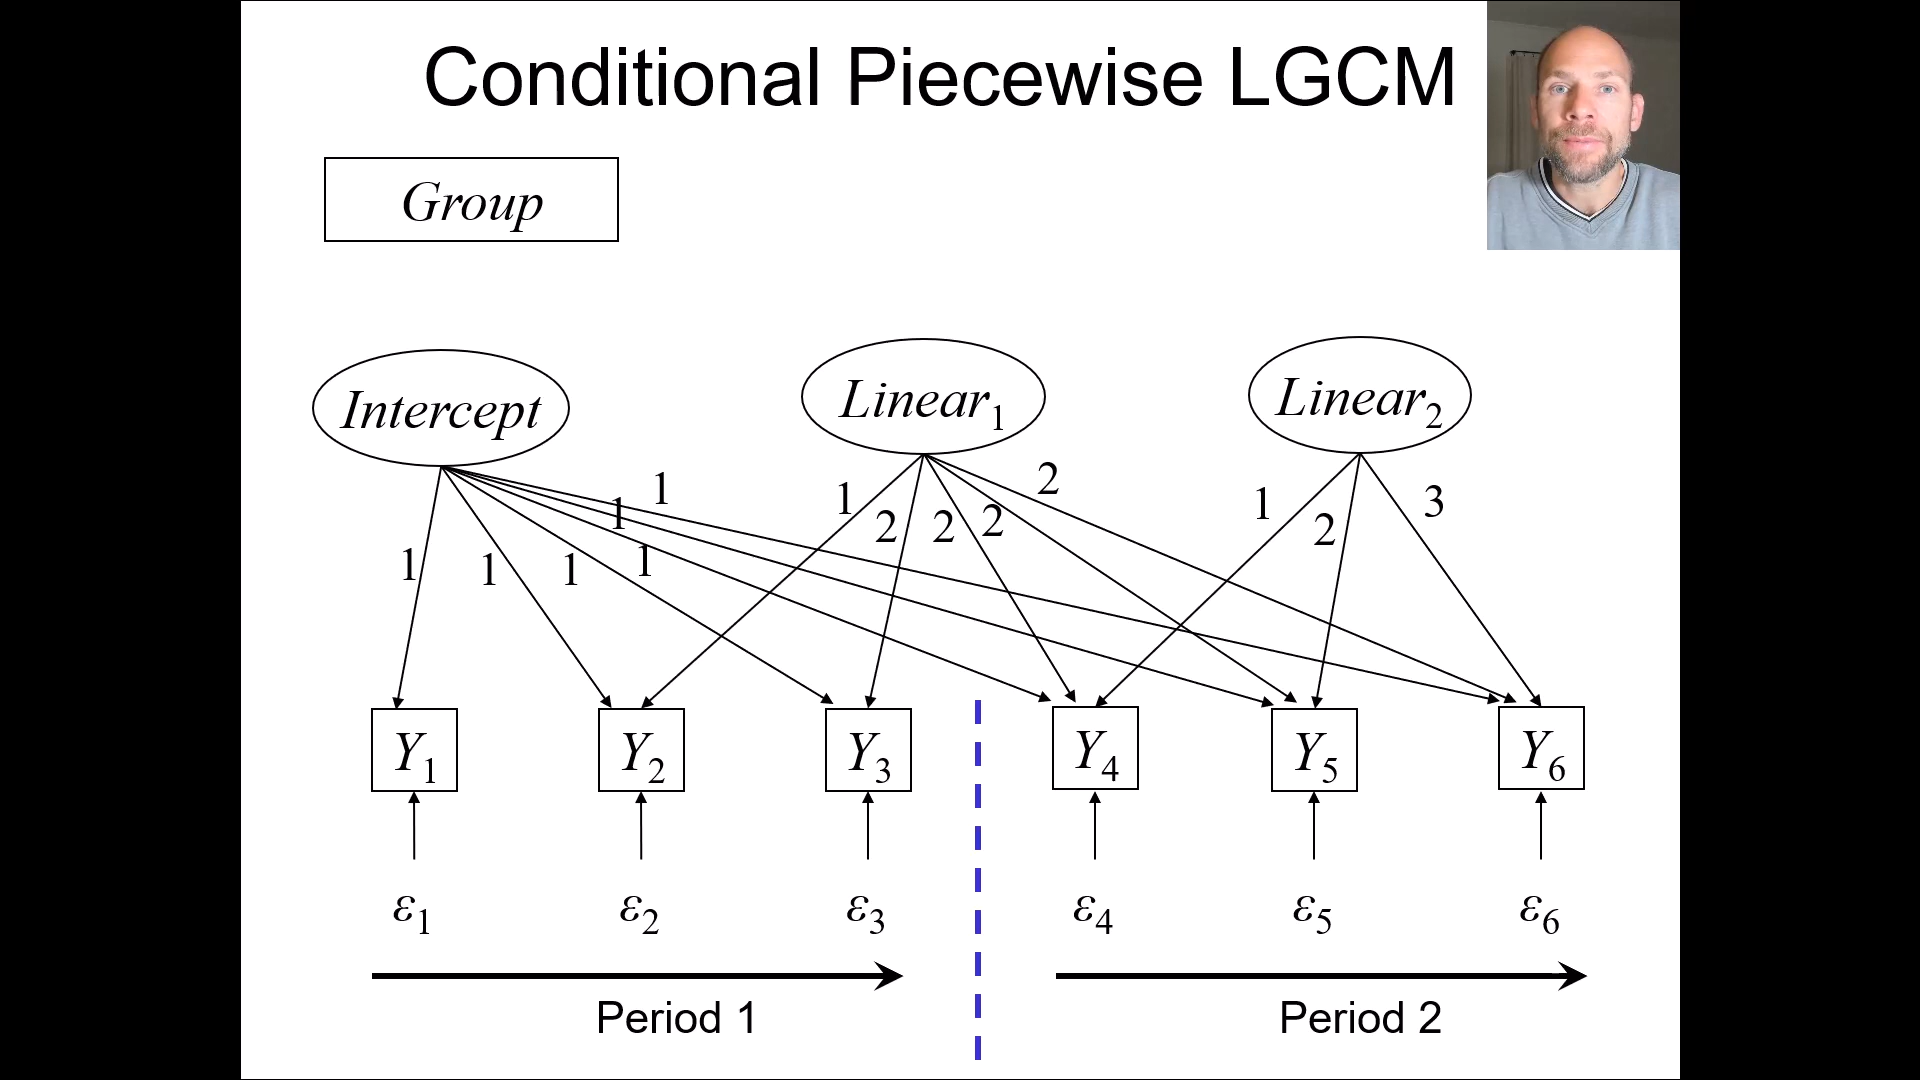 Conditional Piecewise LGCM
Group
Intercept Linear1 Linear2
1 1 1 1 1 1
1 2 2 2 2
1 2 3
Y1 Y2 Y3 Y4 Y5 Y6
ε1 ε2 ε3 ε4 ε5 ε6
Period 1 Period 2